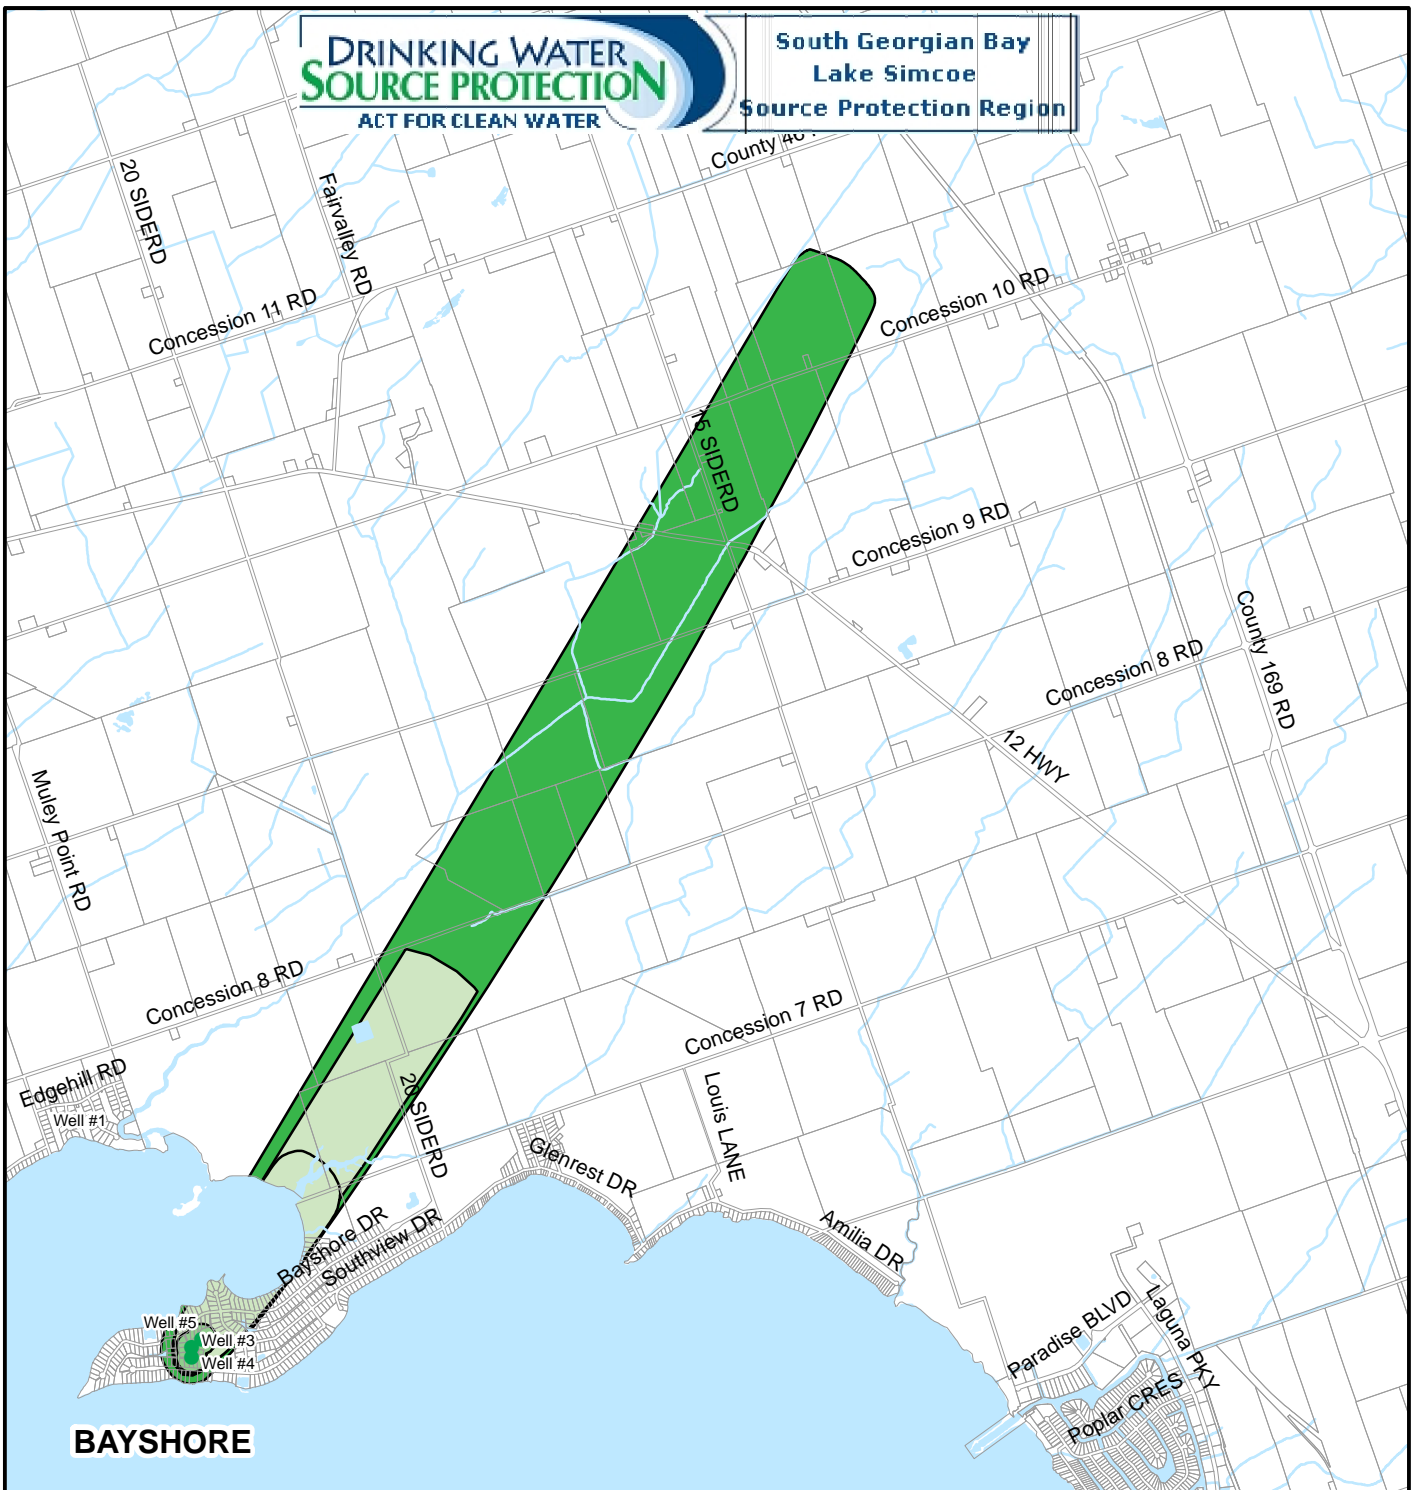 DRINKING WATER
SOURCE PROTECTION
ACT FOR CLEAN WATER
South Georgian Bay
Lake Simcoe
Source Protection Region
County 46
20 SIDERD
Fairvalley RD
Concession 11 RD
Concession 10 RD
15 SIDERD
Concession 9 RD
County 169 RD
Concession 8 RD
12 HWY
Muley Point RD
Concession 8 RD
Concession 7 RD
Edgehill RD
Well #1
20 SIDERD
Louis LANE
Glenrest DR
Bayshore DR
Southview DR
Amilia DR
Paradise BLVD
Laguna PKY
Poplar CRES
Well #5
Well #3
Well #4
BAYSHORE